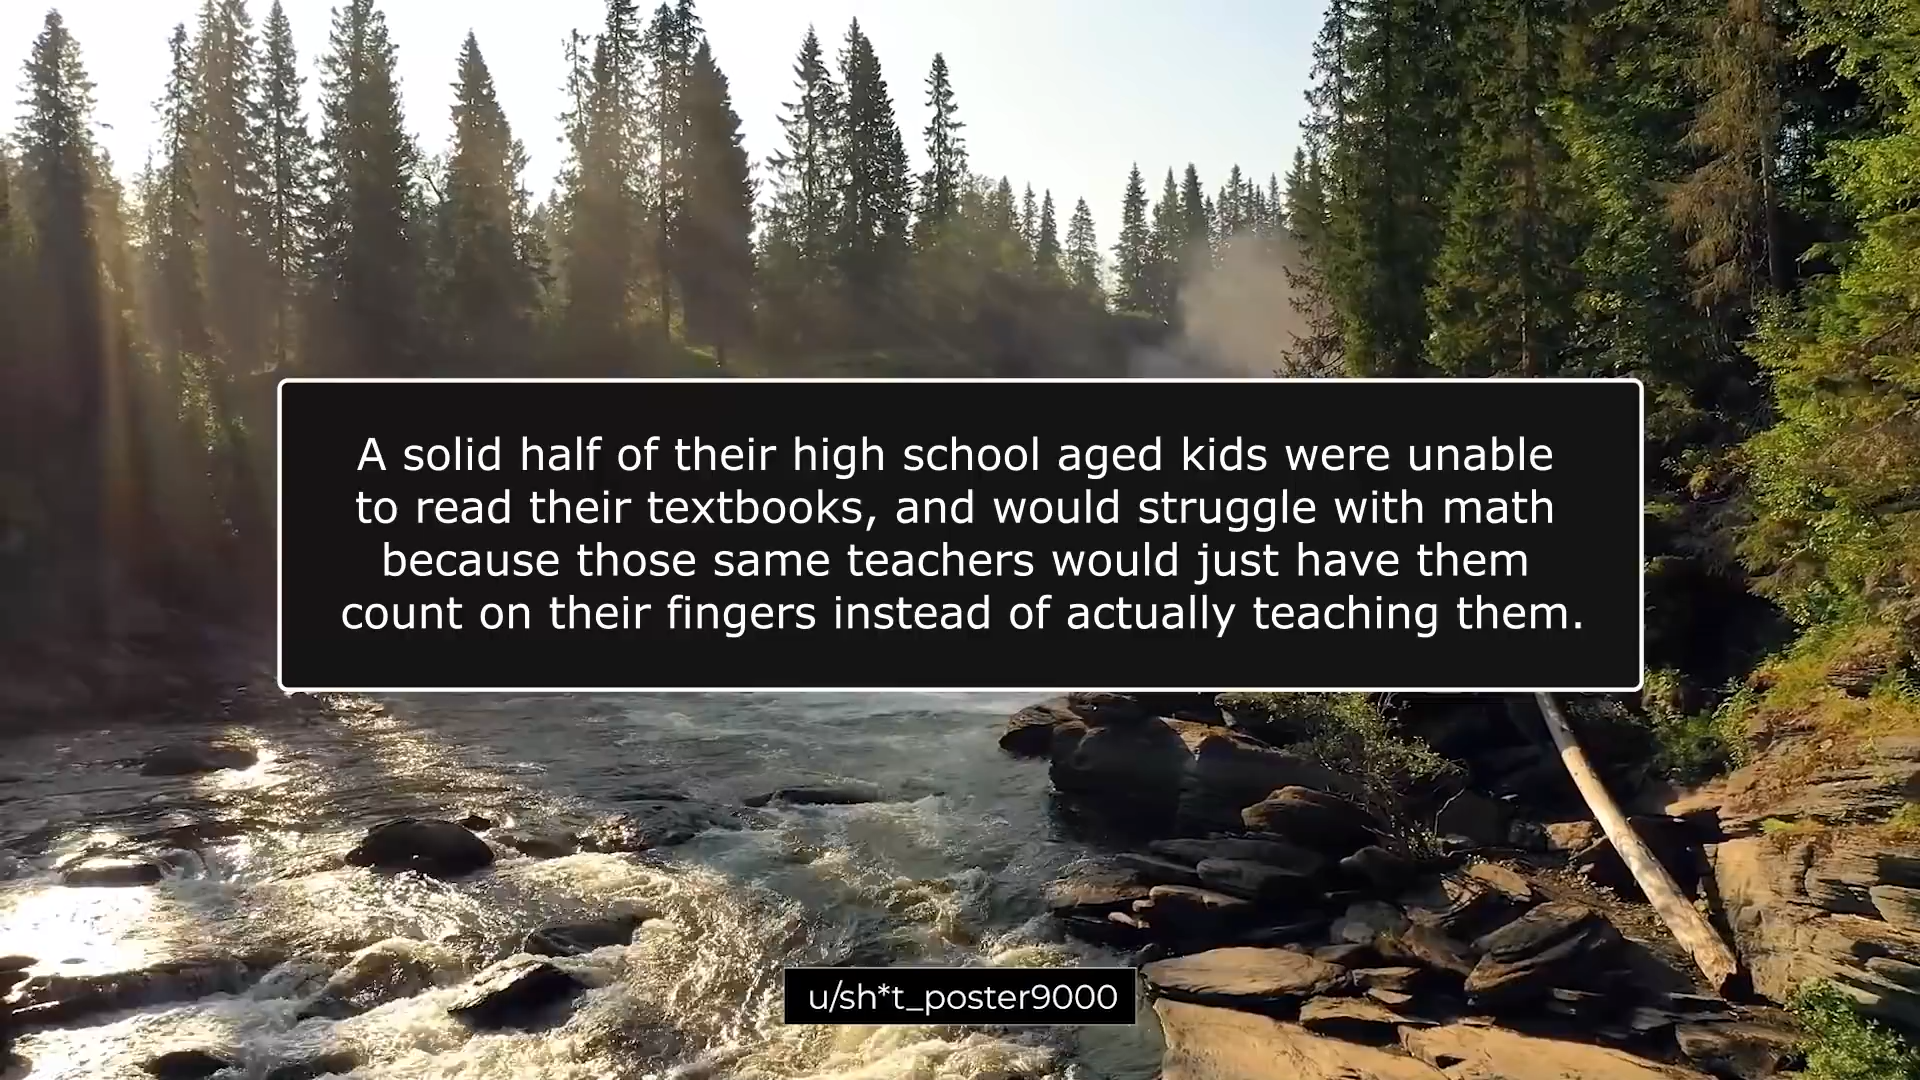 A solid half of their high school aged kids were unable
to read their textbooks, and would struggle with math
because those same teachers would just have them
count on their fingers instead of actually teaching them.
u/sh*t_poster9000